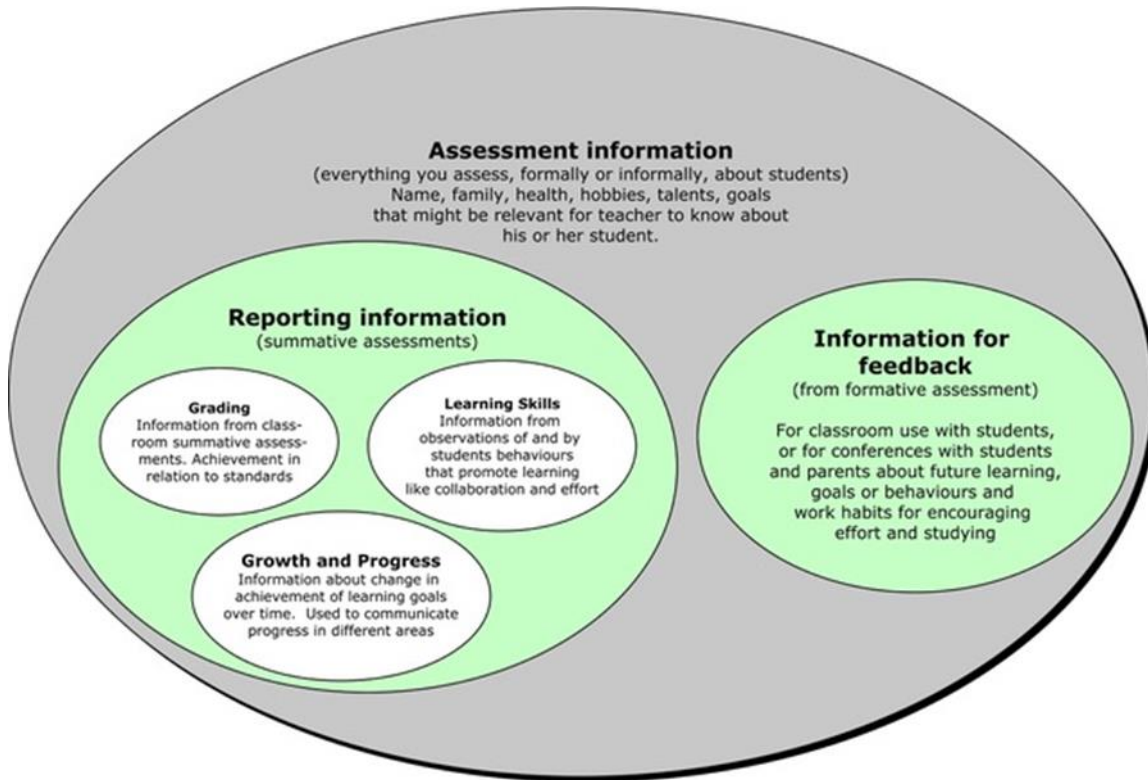 Assessment information
(everything you assess, formally or informally, about students)
Name, family, health, hobbies, talents, goals
that might be relevant for teacher to know about
his or her student.
Reporting information
(summative assessments)
Grading
Information from class-
room summative assess-
ments. Achievement in
relation to standards
Learning Skills
Information from
observations of and by
students behaviours
that promote learning
like collaboration and effort
Growth and Progress
Information about change in
achievement of learning goals
over time. Used to communicate
progress in different areas
Information for
feedback
(from formative assessment)
For classroom use with students,
or for conferences with students
and parents about future learning,
goals or behaviours and
work habits for encouraging
effort and studying